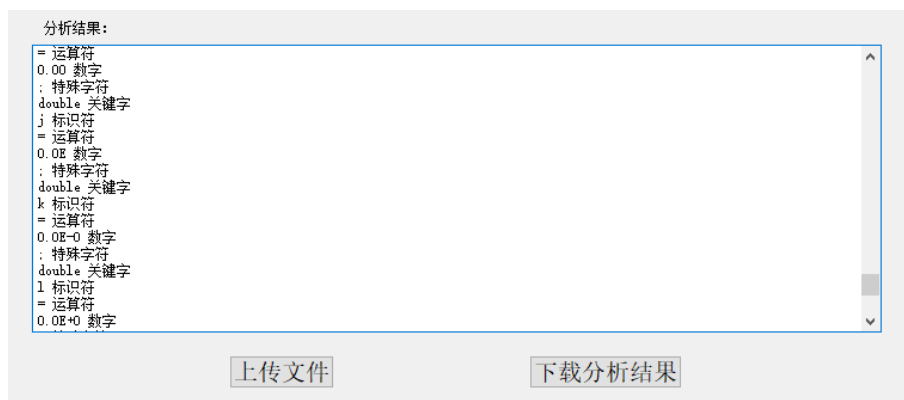 分析结果:
= 运算符
0.00 数字
; 特殊字符
double 关键字
j 标识符
= 运算符
0.0E 数字
; 特殊字符
double 关键字
k 标识符
= 运算符
0.0E-0 数字
; 特殊字符
double 关键字
l 标识符
= 运算符
0.0E+0 数字
上传文件 下载分析结果